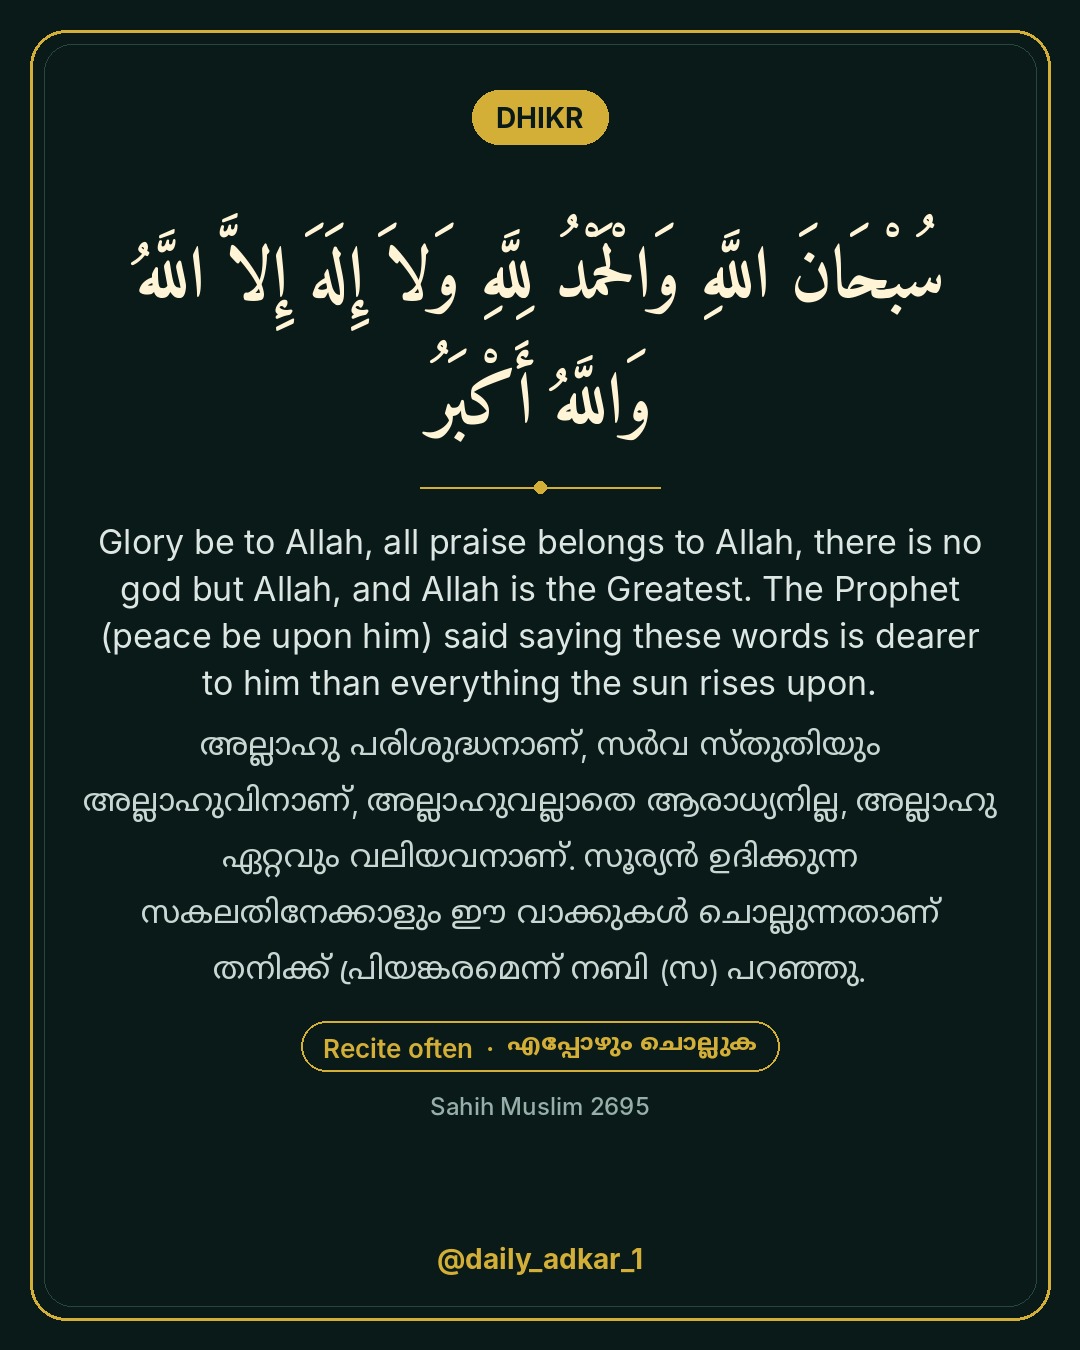 DHIKR
سُبْحَانَ اللَّهِ وَالْحَمْدُ لِلَّهِ وَلاَ إِلَهَ إِلاَّ اللَّهُ
وَاللَّهُ أَكْبَرُ
Glory be to Allah, all praise belongs to Allah, there is no
god but Allah, and Allah is the Greatest. The Prophet
(peace be upon him) said saying these words is dearer
to him than everything the sun rises upon.
അല്ലാഹു പരിശുദ്ധനാണ്, സർവ സ്തുതിയും
അല്ലാഹുവിനാണ്, അല്ലാഹുവല്ലാതെ ആരാധ്യനില്ല, അല്ലാഹു
ഏറ്റവും വലിയവനാണ്. സൂര്യൻ ഉദിക്കുന്ന
സകലതിനേക്കാളും ഈ വാക്കുകൾ ചൊല്ലുന്നതാണ്
തനിക്ക് പ്രിയങ്കരമെന്ന് നബി (സ) പറഞ്ഞു.
Recite often · എപ്പോഴും ചൊല്ലുക
Sahih Muslim 2695
@daily_adkar_1